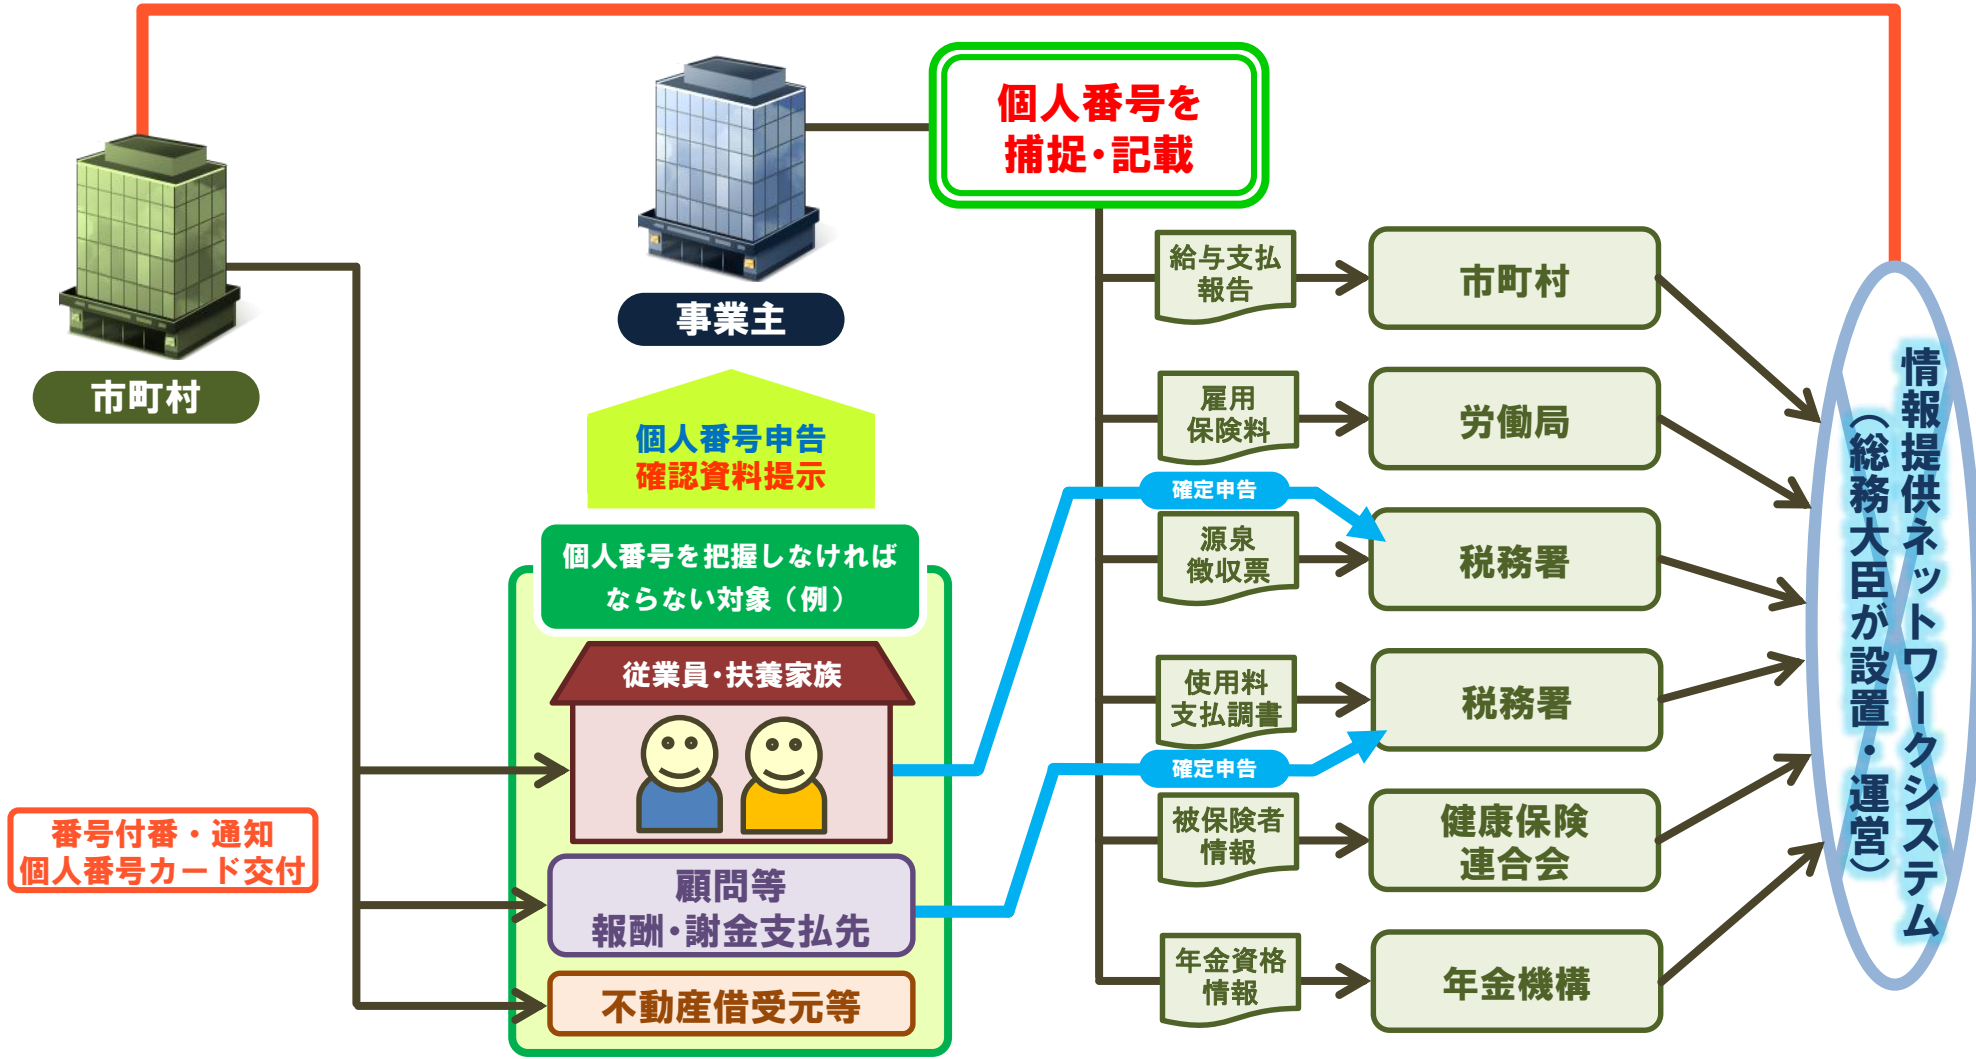 個人番号を
捕捉・記載
市町村
事業主
個人番号申告
確認資料提示
個人番号を把握しなければ
ならない対象（例）
従業員・扶養家族
顧問等
報酬・謝金支払先
不動産借受元等
番号付番・通知
個人番号カード交付
給与支払
報告
市町村
雇用
保険料
労働局
確定申告
源泉
徴収票
税務署
使用料
支払調書
税務署
確定申告
被保険者
情報
健康保険
連合会
年金資格
情報
年金機構
情報提供ネットワークシステム
（総務大臣が設置・運営）